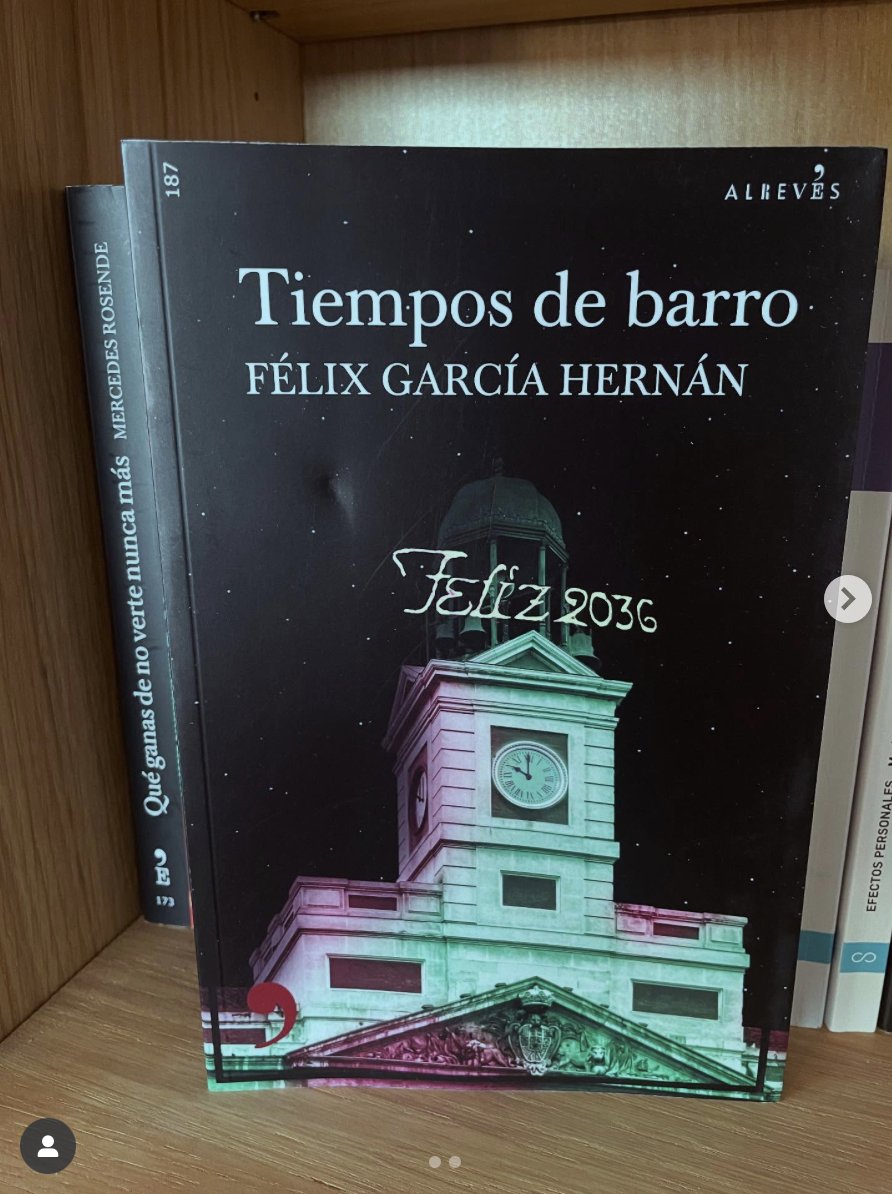 187
ALREVÉS
Tiempos de barro
FÉLIX GARCÍA HERNÁN
Feliz 2036
Qué ganas de no verte nunca más MERCEDES ROSENDE
173
EFECTOS PERSONALES